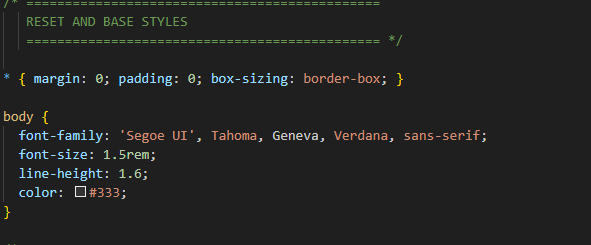 /* ==============================================
RESET AND BASE STYLES
============================================== */
* { margin: 0; padding: 0; box-sizing: border-box; }
body {
font-family: 'Segoe UI', Tahoma, Geneva, Verdana, sans-serif;
font-size: 1.5rem;
line-height: 1.6;
color: #333;
}